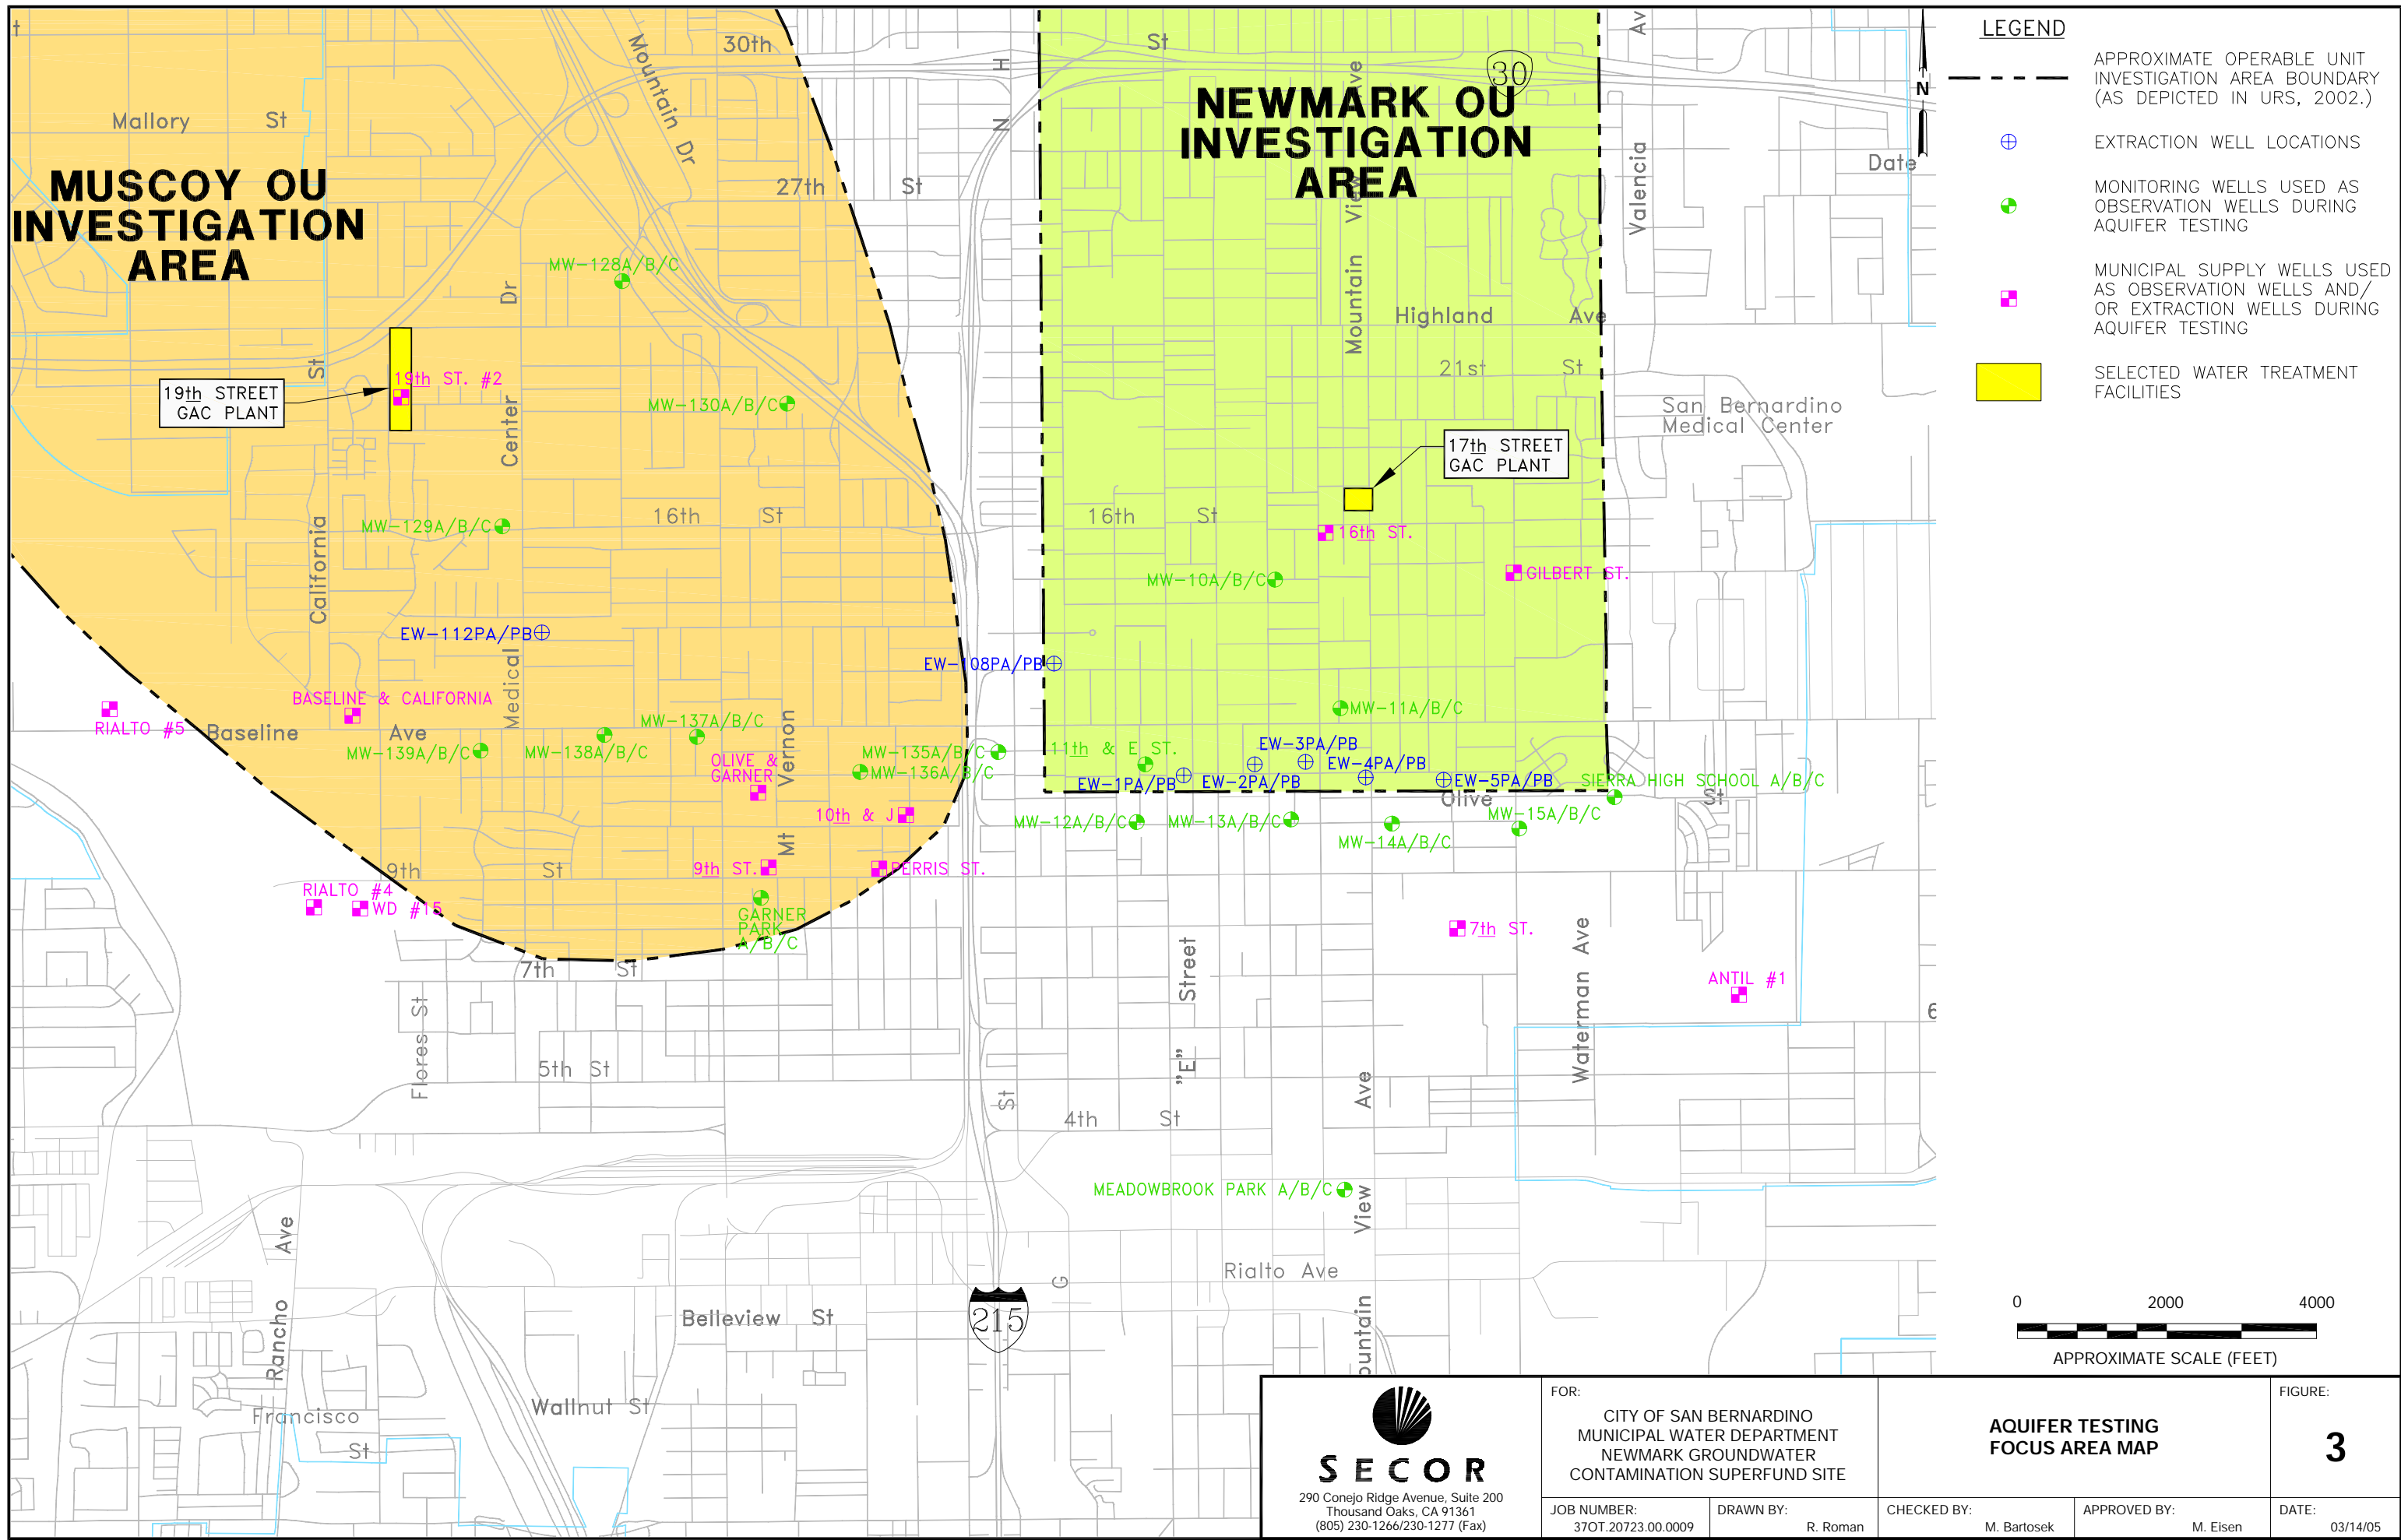 t
30th
St
Mountain Dr
H
N
Mallory St
27th St
MUSCOY OU
INVESTIGATION
AREA
NEWMARK OU
INVESTIGATION
AREA
30
Mountain View Ave
Valencia Av
Date
N
MW-128A/B/C
Highland Ave
21st St
San Bernardino
Medical Center
19th STREET
GAC PLANT
19th ST. #2
California St
Medical Center Dr
MW-130A/B/C
17th STREET
GAC PLANT
MW-129A/B/C
16th St
16th St
16th ST.
MW-10A/B/C
GILBERT ST.
EW-112PA/PB
EW-108PA/PB
RIALTO #5
BASELINE & CALIFORNIA
Baseline Ave
MW-139A/B/C
MW-138A/B/C
MW-137A/B/C
OLIVE &
GARNER
Mt Vernon
MW-135A/B/C
MW-136A/B/C
10th & J
MW-11A/B/C
11th & E ST.
EW-1PA/PB
EW-2PA/PB
EW-3PA/PB
EW-4PA/PB
EW-5PA/PB
SIERRA HIGH SCHOOL A/B/C
Olive St
MW-12A/B/C
MW-13A/B/C
MW-14A/B/C
MW-15A/B/C
9th St
9th ST.
PERRIS ST.
RIALTO #4
WD #15
GARNER
PARK
A/B/C
7th St
7th ST.
ANTIL #1
Flores St
"E" Street
Waterman Ave
6
5th St
St
4th St
Ave
MEADOWBROOK PARK A/B/C
View
Rancho Ave
Rialto Ave
G
Belleview St
215
ountain
Wallnut St
Francisco
St
LEGEND
APPROXIMATE OPERABLE UNIT
INVESTIGATION AREA BOUNDARY
(AS DEPICTED IN URS, 2002.)
EXTRACTION WELL LOCATIONS
MONITORING WELLS USED AS
OBSERVATION WELLS DURING
AQUIFER TESTING
MUNICIPAL SUPPLY WELLS USED
AS OBSERVATION WELLS AND/
OR EXTRACTION WELLS DURING
AQUIFER TESTING
SELECTED WATER TREATMENT
FACILITIES
0 2000 4000
APPROXIMATE SCALE (FEET)
SECOR
290 Conejo Ridge Avenue, Suite 200
Thousand Oaks, CA 91361
(805) 230-1266/230-1277 (Fax)
FOR:
CITY OF SAN BERNARDINO
MUNICIPAL WATER DEPARTMENT
NEWMARK GROUNDWATER
CONTAMINATION SUPERFUND SITE
AQUIFER TESTING
FOCUS AREA MAP
FIGURE:
3
JOB NUMBER:
37OT.20723.00.0009
DRAWN BY:
R. Roman
CHECKED BY:
M. Bartosek
APPROVED BY:
M. Eisen
DATE:
03/14/05